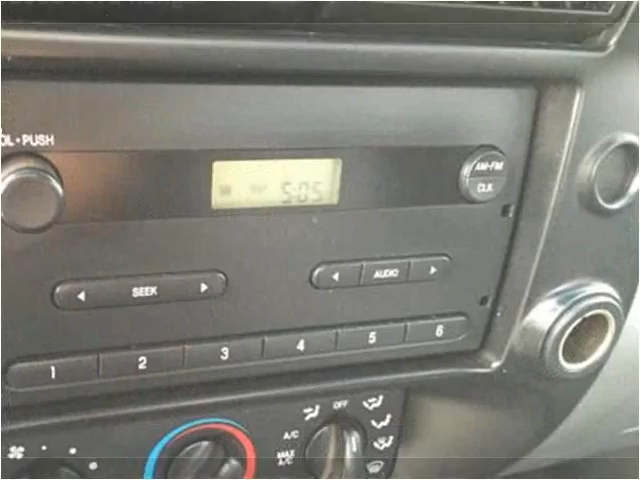 OL • PUSH
5:05
AM-FM
CLK
SEEK
AUDIO
1 2 3 4 5 6
OFF
A/C
MAX
A/C